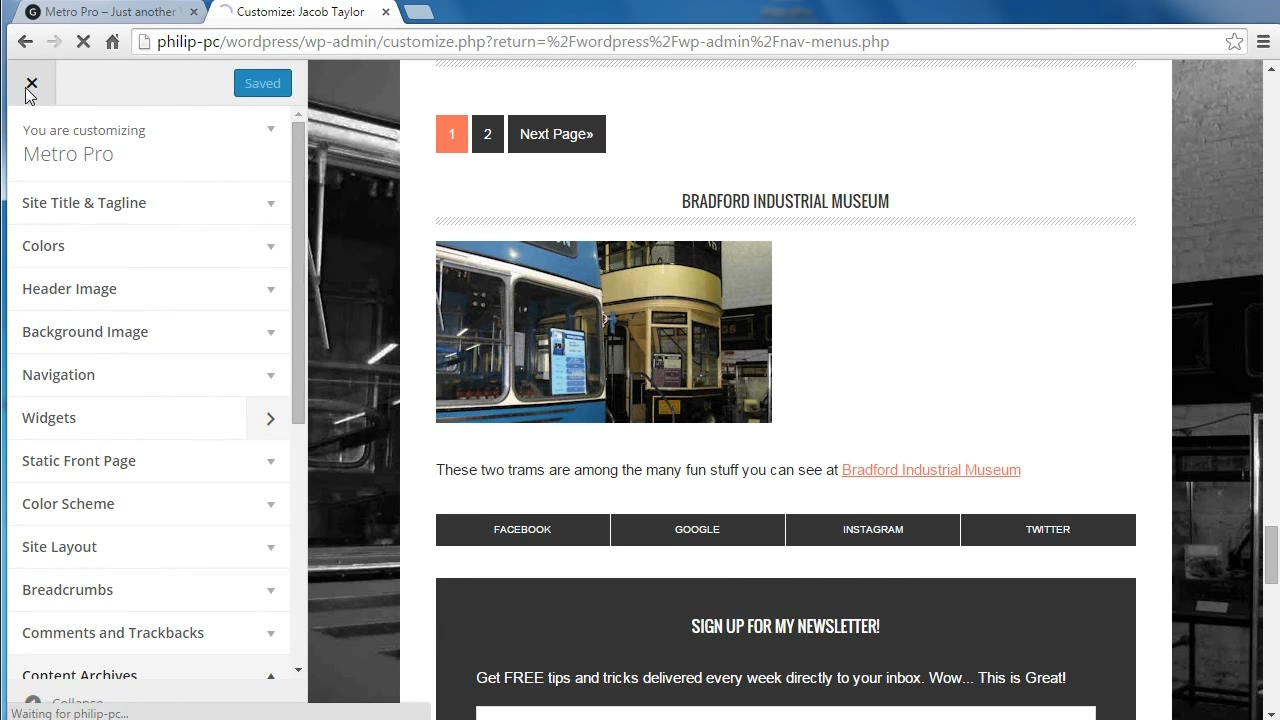 Metro Pro – Just another
Customize: Jacob Taylor
philip-pc/wordpress/wp-admin/customize.php?return=%2Fwordpress%2Fwp-admin%2Fnav-menus.php
Saved
You are customizing
Metro Pro
Site Title & Tagline
Colors
Header Image
Background Image
Navigation
Widgets
Static Front Page
Color Scheme
Site Layout
Breadcrumbs
Comments and Trackbacks
Content Archives
Collapse
Waiting for philip-pc...
1 2 Next Page»
BRADFORD INDUSTRIAL MUSEUM
These two trams are among the many fun stuff you can see at Bradford Industrial Museum
FACEBOOK GOOGLE INSTAGRAM TWITTER
SIGN UP FOR MY NEWSLETTER!
Get FREE tips and tricks delivered every week directly to your inbox. Wow... This is Great!